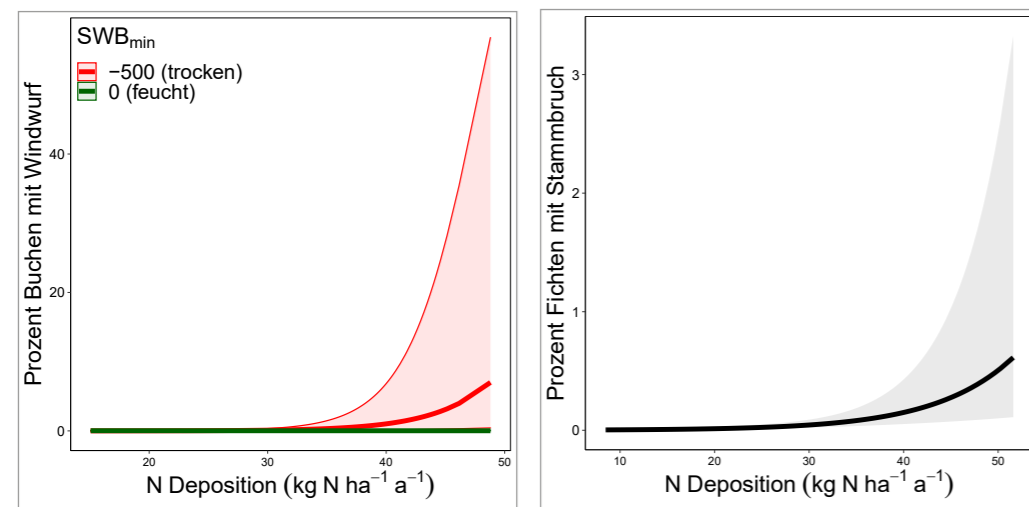 SWBmin
−500 (trocken)
0 (feucht)
Prozent Buchen mit Windwurf
40
20
0
20
30
40
50
N Deposition (kg N ha⁻¹ a⁻¹)
Prozent Fichten mit Stammbruch
3
2
1
0
10
20
30
40
50
N Deposition (kg N ha⁻¹ a⁻¹)